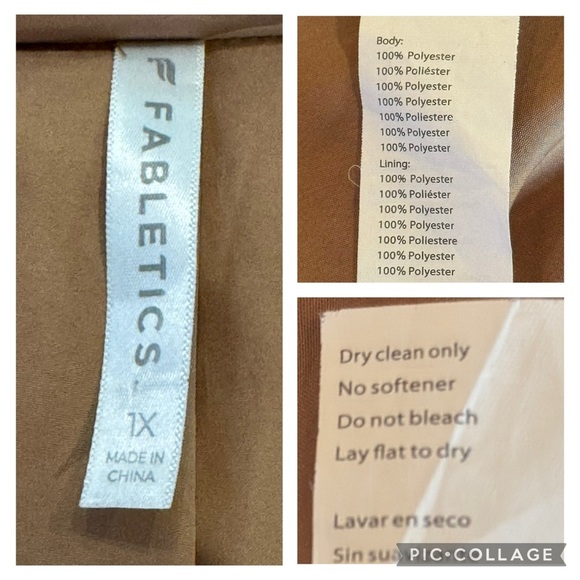 FABLETICS
1X
MADE IN
CHINA
Body:
100% Polyester
100% Poliéster
100% Polyester
100% Polyester
100% Poliestere
100% Polyester
100% Polyester
Lining:
100% Polyester
100% Poliéster
100% Polyester
100% Polyester
100% Poliestere
100% Polyester
100% Polyester
Dry clean only
No softener
Do not bleach
Lay flat to dry
Lavar en seco
Sin
PIC•COLLAGE